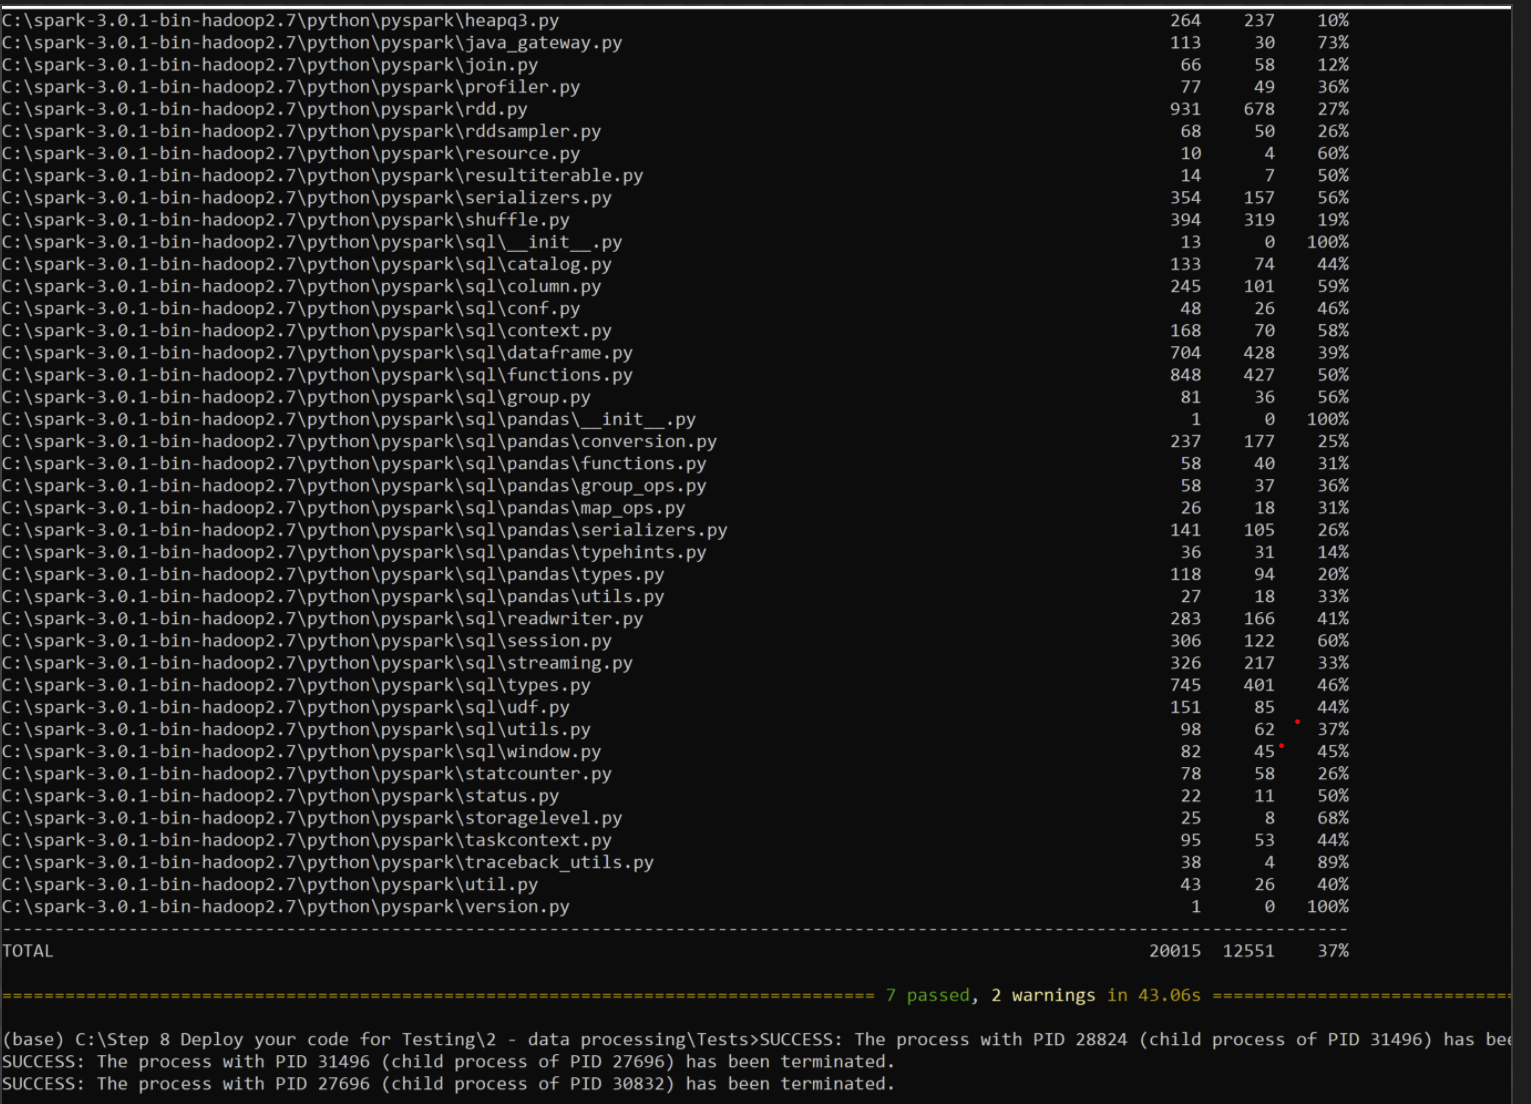 C:\spark-3.0.1-bin-hadoop2.7\python\pyspark\heapq3.py 264 237 10%
C:\spark-3.0.1-bin-hadoop2.7\python\pyspark\java_gateway.py 113 30 73%
C:\spark-3.0.1-bin-hadoop2.7\python\pyspark\join.py 66 58 12%
C:\spark-3.0.1-bin-hadoop2.7\python\pyspark\profiler.py 77 49 36%
C:\spark-3.0.1-bin-hadoop2.7\python\pyspark\rdd.py 931 678 27%
C:\spark-3.0.1-bin-hadoop2.7\python\pyspark\rddsampler.py 68 50 26%
C:\spark-3.0.1-bin-hadoop2.7\python\pyspark\resource.py 10 4 60%
C:\spark-3.0.1-bin-hadoop2.7\python\pyspark\resultiterable.py 14 7 50%
C:\spark-3.0.1-bin-hadoop2.7\python\pyspark\serializers.py 354 157 56%
C:\spark-3.0.1-bin-hadoop2.7\python\pyspark\shuffle.py 394 319 19%
C:\spark-3.0.1-bin-hadoop2.7\python\pyspark\sql\__init__.py 13 0 100%
C:\spark-3.0.1-bin-hadoop2.7\python\pyspark\sql\catalog.py 133 74 44%
C:\spark-3.0.1-bin-hadoop2.7\python\pyspark\sql\column.py 245 101 59%
C:\spark-3.0.1-bin-hadoop2.7\python\pyspark\sql\conf.py 48 26 46%
C:\spark-3.0.1-bin-hadoop2.7\python\pyspark\sql\context.py 168 70 58%
C:\spark-3.0.1-bin-hadoop2.7\python\pyspark\sql\dataframe.py 704 428 39%
C:\spark-3.0.1-bin-hadoop2.7\python\pyspark\sql\functions.py 848 427 50%
C:\spark-3.0.1-bin-hadoop2.7\python\pyspark\sql\group.py 81 36 56%
C:\spark-3.0.1-bin-hadoop2.7\python\pyspark\sql\pandas\__init__.py 1 0 100%
C:\spark-3.0.1-bin-hadoop2.7\python\pyspark\sql\pandas\conversion.py 237 177 25%
C:\spark-3.0.1-bin-hadoop2.7\python\pyspark\sql\pandas\functions.py 58 40 31%
C:\spark-3.0.1-bin-hadoop2.7\python\pyspark\sql\pandas\group_ops.py 58 37 36%
C:\spark-3.0.1-bin-hadoop2.7\python\pyspark\sql\pandas\map_ops.py 26 18 31%
C:\spark-3.0.1-bin-hadoop2.7\python\pyspark\sql\pandas\serializers.py 141 105 26%
C:\spark-3.0.1-bin-hadoop2.7\python\pyspark\sql\pandas\typehints.py 36 31 14%
C:\spark-3.0.1-bin-hadoop2.7\python\pyspark\sql\pandas\types.py 118 94 20%
C:\spark-3.0.1-bin-hadoop2.7\python\pyspark\sql\pandas\utils.py 27 18 33%
C:\spark-3.0.1-bin-hadoop2.7\python\pyspark\sql\readwriter.py 283 166 41%
C:\spark-3.0.1-bin-hadoop2.7\python\pyspark\sql\session.py 306 122 60%
C:\spark-3.0.1-bin-hadoop2.7\python\pyspark\sql\streaming.py 326 217 33%
C:\spark-3.0.1-bin-hadoop2.7\python\pyspark\sql\types.py 745 401 46%
C:\spark-3.0.1-bin-hadoop2.7\python\pyspark\sql\udf.py 151 85 44%
C:\spark-3.0.1-bin-hadoop2.7\python\pyspark\sql\utils.py 98 62 37%
C:\spark-3.0.1-bin-hadoop2.7\python\pyspark\sql\window.py 82 45 45%
C:\spark-3.0.1-bin-hadoop2.7\python\pyspark\statcounter.py 78 58 26%
C:\spark-3.0.1-bin-hadoop2.7\python\pyspark\status.py 22 11 50%
C:\spark-3.0.1-bin-hadoop2.7\python\pyspark\storagelevel.py 25 8 68%
C:\spark-3.0.1-bin-hadoop2.7\python\pyspark\taskcontext.py 95 53 44%
C:\spark-3.0.1-bin-hadoop2.7\python\pyspark\traceback_utils.py 38 4 89%
C:\spark-3.0.1-bin-hadoop2.7\python\pyspark\util.py 43 26 40%
C:\spark-3.0.1-bin-hadoop2.7\python\pyspark\version.py 1 0 100%
TOTAL 20015 12551 37%
7 passed, 2 warnings in 43.06s
(base) C:\Step 8 Deploy your code for Testing\2 - data processing\Tests>SUCCESS: The process with PID 28824 (child process of PID 31496) has bee
SUCCESS: The process with PID 31496 (child process of PID 27696) has been terminated.
SUCCESS: The process with PID 27696 (child process of PID 30832) has been terminated.